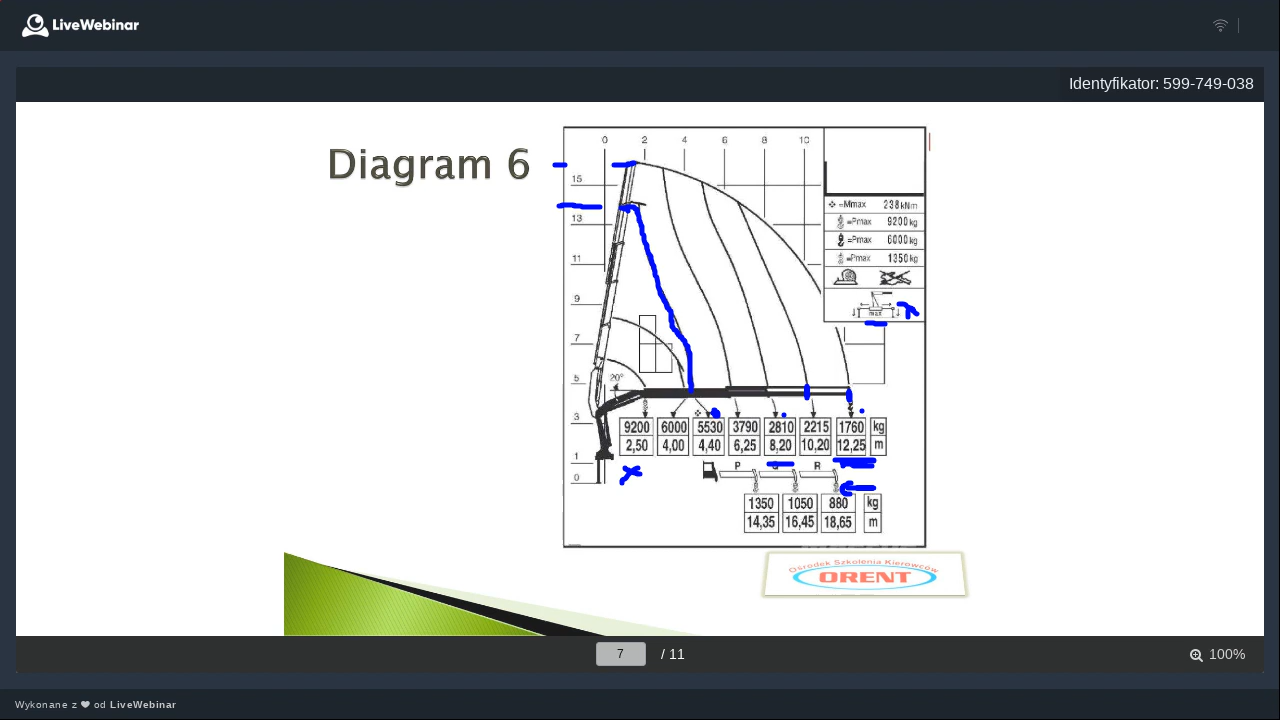 LiveWebinar
Identyfikator: 599-749-038
Diagram 6
0 2 4 6 8 10
15
13
11
9
7
5
3
1
0
20°
=Mmax 238 kNm
=Pmax 9200 kg
=Pmax 6000 kg
=Pmax 1350 kg
max
9200 6000 5530 3790 2810 2215 1760 kg
2,50 4,00 4,40 6,25 8,20 10,20 12,25 m
P Q R
1350 1050 880 kg
14,35 16,45 18,65 m
Ośrodek Szkolenia Kierowców
ORENT
7 / 11
100%
Wykonane z ♥ od LiveWebinar